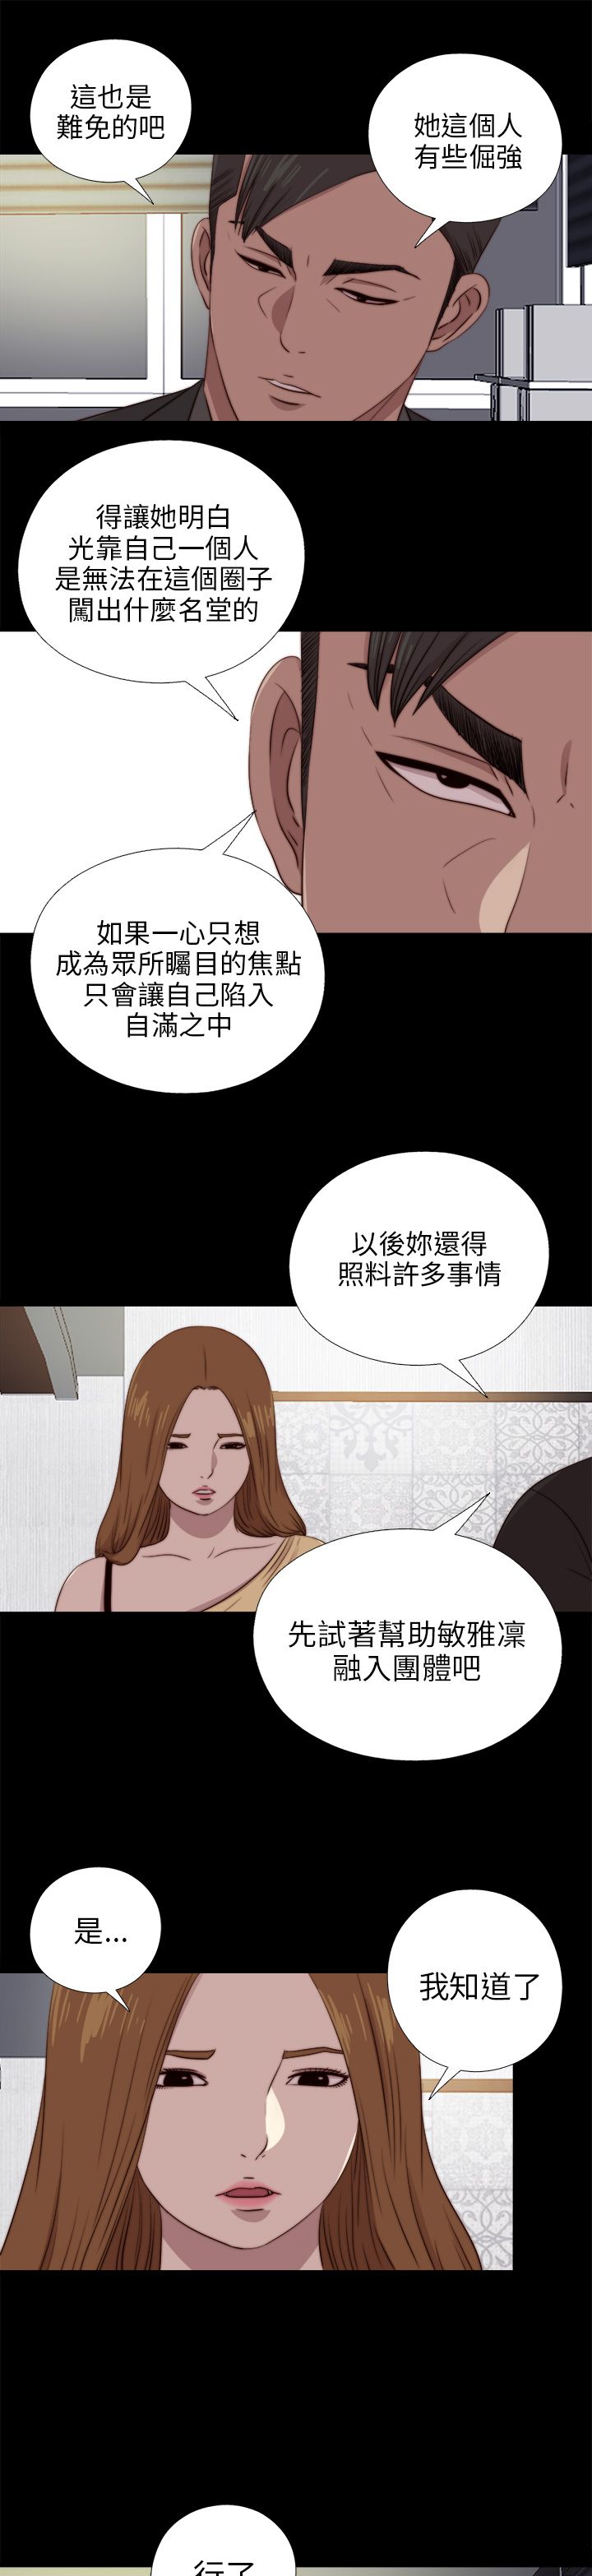 這也是
難免的吧
她這個人
有些倔強
得讓她明白
光靠自己一個人
是無法在這個圈子
闖出什麼名堂的
如果一心只想
成為眾所矚目的焦點
只會讓自己陷入
自滿之中
以後妳還得
照料許多事情
先試著幫助敏雅凜
融入團體吧
是...
我知道了
行了